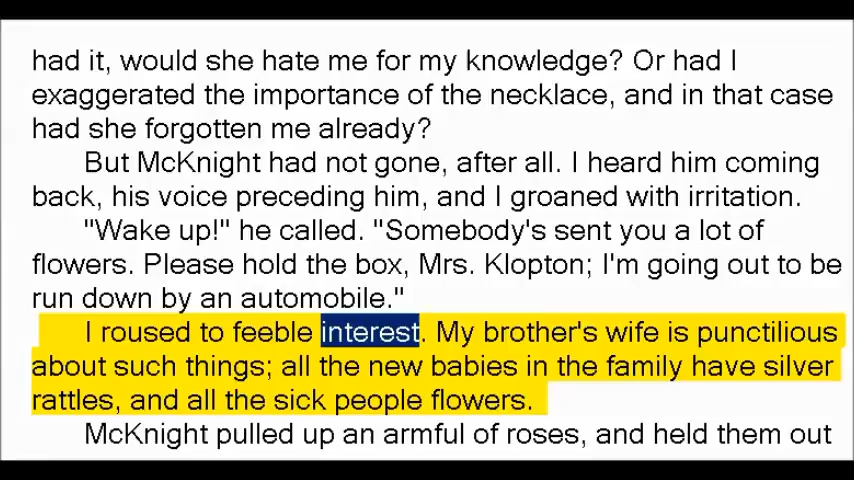 had it, would she hate me for my knowledge? Or had I
exaggerated the importance of the necklace, and in that case
had she forgotten me already?
But McKnight had not gone, after all. I heard him coming
back, his voice preceding him, and I groaned with irritation.
"Wake up!" he called. "Somebody's sent you a lot of
flowers. Please hold the box, Mrs. Klopton; I'm going out to be
run down by an automobile."
I roused to feeble interest. My brother's wife is punctilious
about such things; all the new babies in the family have silver
rattles, and all the sick people flowers.
McKnight pulled up an armful of roses, and held them out